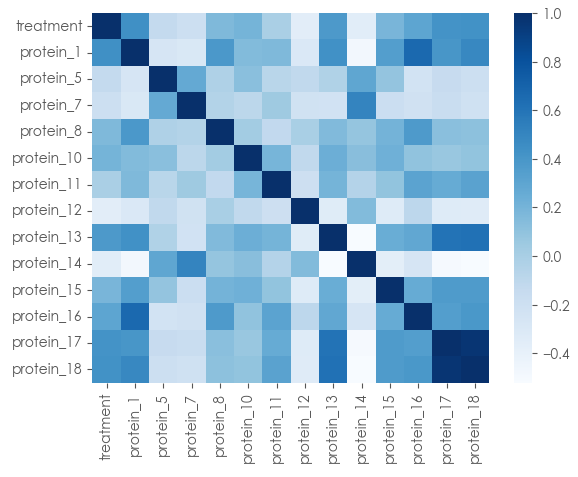 treatment
protein_1
protein_5
protein_7
protein_8
protein_10
protein_11
protein_12
protein_13
protein_14
protein_15
protein_16
protein_17
protein_18
treatment
protein_1
protein_5
protein_7
protein_8
protein_10
protein_11
protein_12
protein_13
protein_14
protein_15
protein_16
protein_17
protein_18
1.0
0.8
0.6
0.4
0.2
0.0
−0.2
−0.4